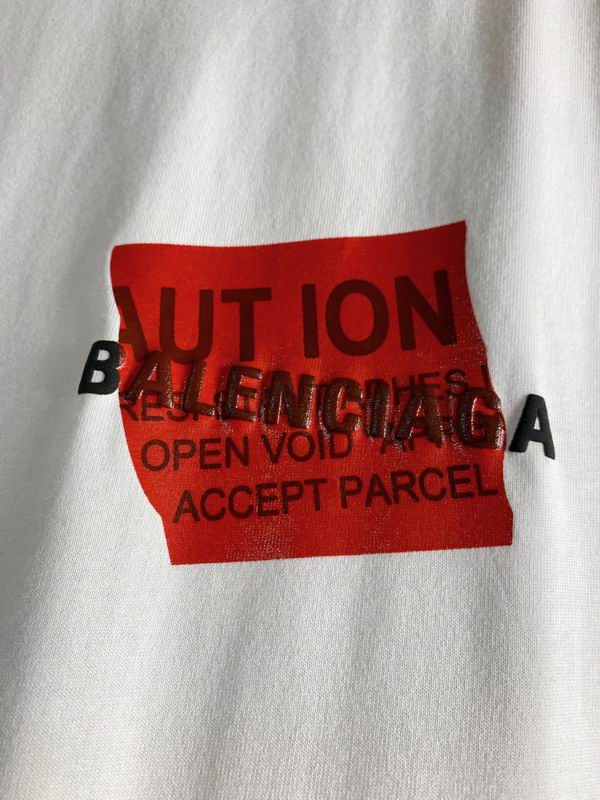 AUT ION
BALENCIAGA
OPEN VOID
ACCEPT PARCEL